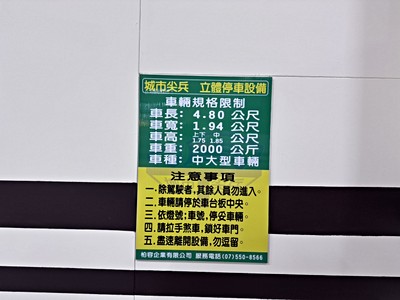 城市尖兵 立體停車設備
車輛規格限制
車長: 4.80 公尺
車寬: 1.94 公尺
車高: 上下 1.75 中 1.85 公尺
車重: 2000 公斤
車種: 中大型車輛
注意事項
一.除駕駛者,其餘人員勿進入。
二.車輛請停於車台板中央。
三.依燈號;車號,停妥車輛。
四.請拉手煞車,鎖好車門。
五.盡速離開設備,勿逗留。
柏容企業有限公司 服務電話(07)550-8566